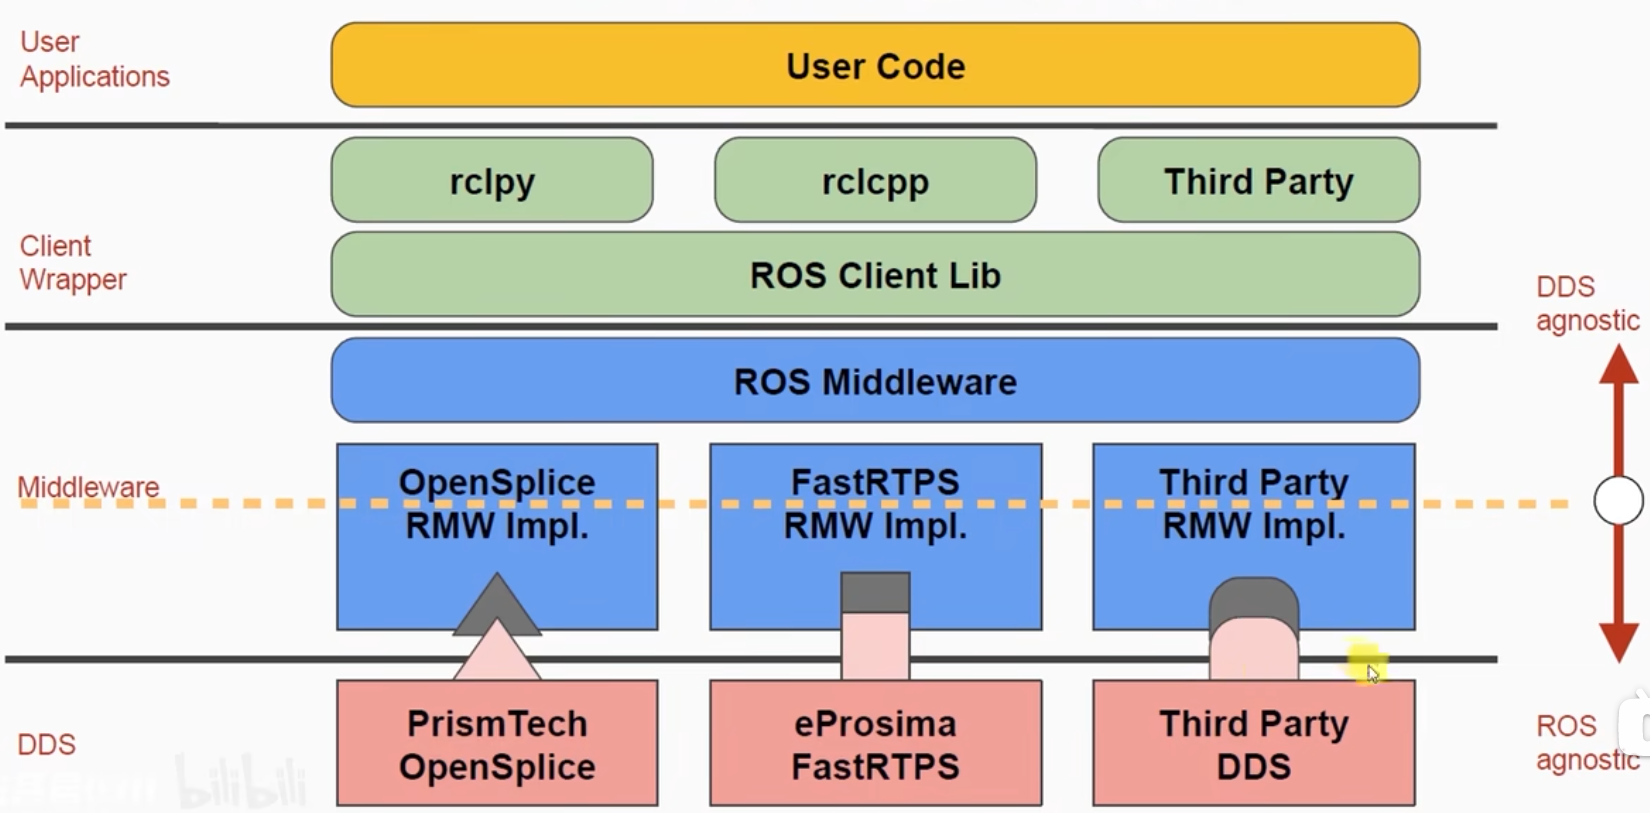 User
Applications
User Code
rclpy
rclcpp
Third Party
Client
Wrapper
ROS Client Lib
DDS
agnostic
ROS Middleware
Middleware
OpenSplice
RMW Impl.
FastRTPS
RMW Impl.
Third Party
RMW Impl.
DDS
PrismTech
OpenSplice
eProsima
FastRTPS
Third Party
DDS
ROS
agnostic
bilibili